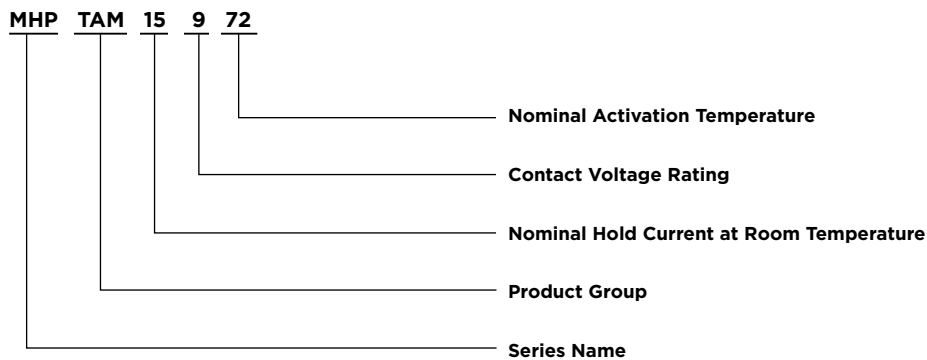 MHP TAM 15 9 72
Nominal Activation Temperature
Contact Voltage Rating
Nominal Hold Current at Room Temperature
Product Group
Series Name